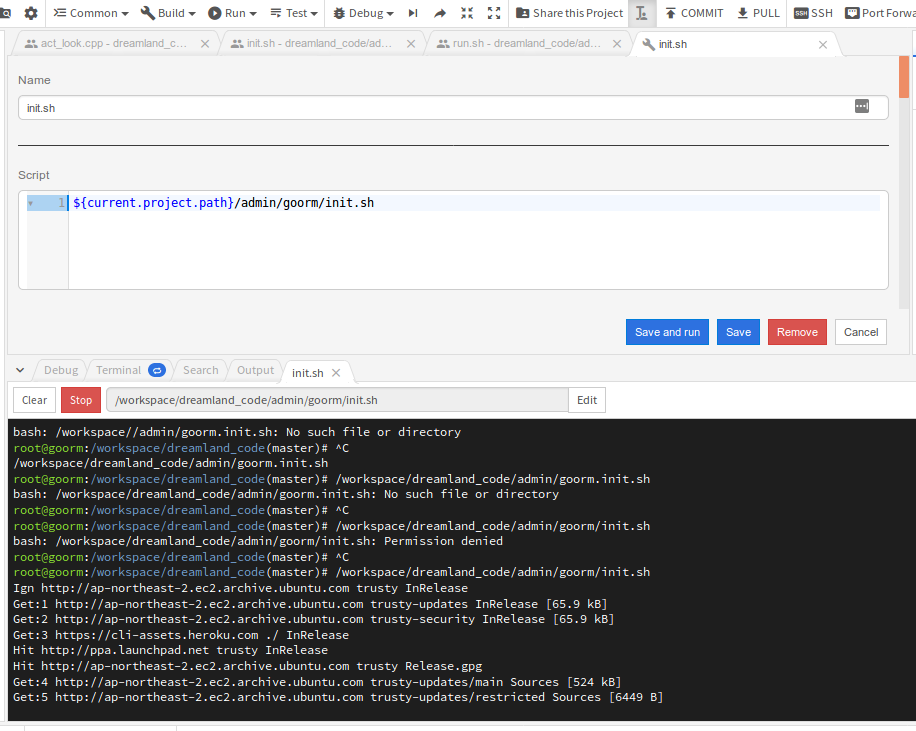 Common Build Run Test Debug Share this Project COMMIT PULL SSH SSH Port Forwa
act_look.cpp - dreamland_c... init.sh - dreamland_code/ad... run.sh - dreamland_code/ad... init.sh
Name
init.sh
Script
1 ${current.project.path}/admin/goorm/init.sh
Save and run Save Remove Cancel
Debug Terminal Search Output init.sh
Clear Stop /workspace/dreamland_code/admin/goorm/init.sh Edit
bash: /workspace//admin/goorm.init.sh: No such file or directory
root@goorm:/workspace/dreamland_code(master)# ^C
/workspace/dreamland_code/admin/goorm.init.sh
root@goorm:/workspace/dreamland_code(master)# /workspace/dreamland_code/admin/goorm.init.sh
bash: /workspace/dreamland_code/admin/goorm.init.sh: No such file or directory
root@goorm:/workspace/dreamland_code(master)# ^C
root@goorm:/workspace/dreamland_code(master)# /workspace/dreamland_code/admin/goorm/init.sh
bash: /workspace/dreamland_code/admin/goorm/init.sh: Permission denied
root@goorm:/workspace/dreamland_code(master)# ^C
root@goorm:/workspace/dreamland_code(master)# /workspace/dreamland_code/admin/goorm/init.sh
Ign http://ap-northeast-2.ec2.archive.ubuntu.com trusty InRelease
Get:1 http://ap-northeast-2.ec2.archive.ubuntu.com trusty-updates InRelease [65.9 kB]
Get:2 http://ap-northeast-2.ec2.archive.ubuntu.com trusty-security InRelease [65.9 kB]
Get:3 https://cli-assets.heroku.com ./ InRelease
Hit http://ppa.launchpad.net trusty InRelease
Hit http://ap-northeast-2.ec2.archive.ubuntu.com trusty Release.gpg
Get:4 http://ap-northeast-2.ec2.archive.ubuntu.com trusty-updates/main Sources [524 kB]
Get:5 http://ap-northeast-2.ec2.archive.ubuntu.com trusty-updates/restricted Sources [6449 B]